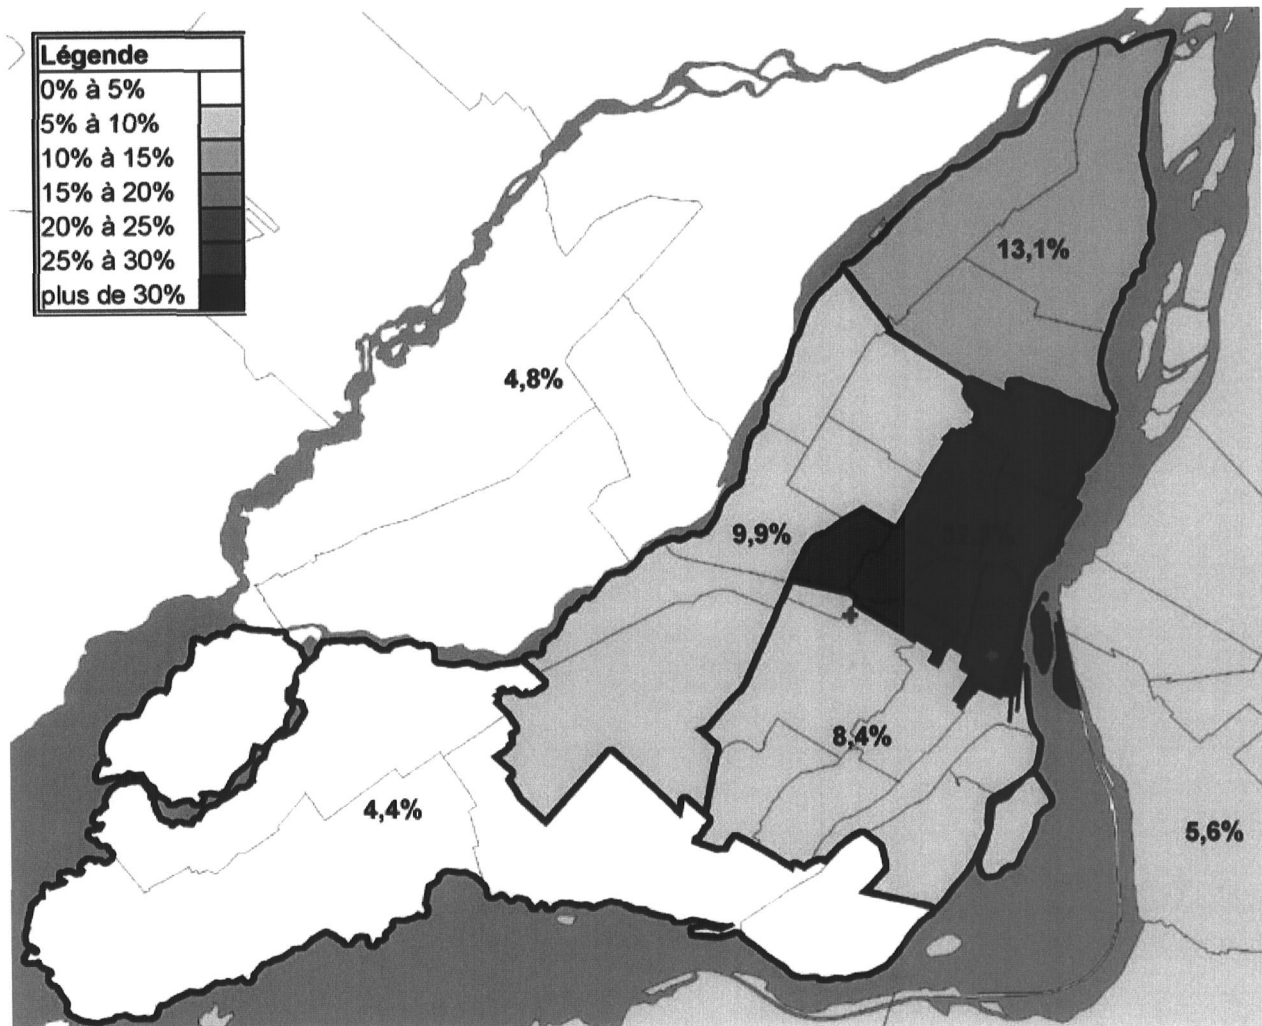 Légende
0% à 5%
5% à 10%
10% à 15%
15% à 20%
20% à 25%
25% à 30%
plus de 30%
13,1%
4,8%
9,9%
8,4%
4,4%
5,6%